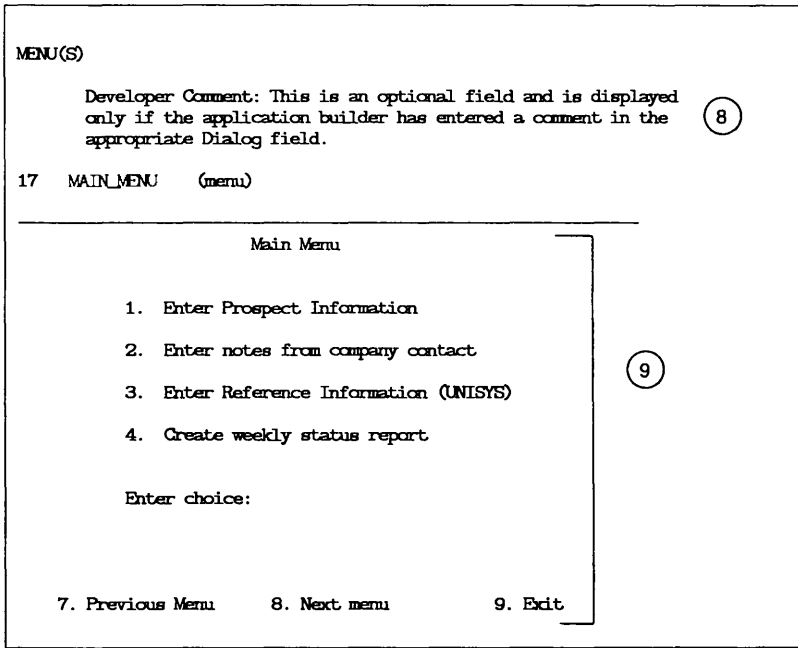 MENU(S)
Developer Comment: This is an optional field and is displayed
only if the application builder has entered a comment in the
appropriate Dialog field.
8
17 MAIN_MENU (menu)
Main Menu
1. Enter Prospect Information
2. Enter notes from company contact
3. Enter Reference Information (UNISYS)
4. Create weekly status report
9
Enter choice:
7. Previous Menu 8. Next menu 9. Exit